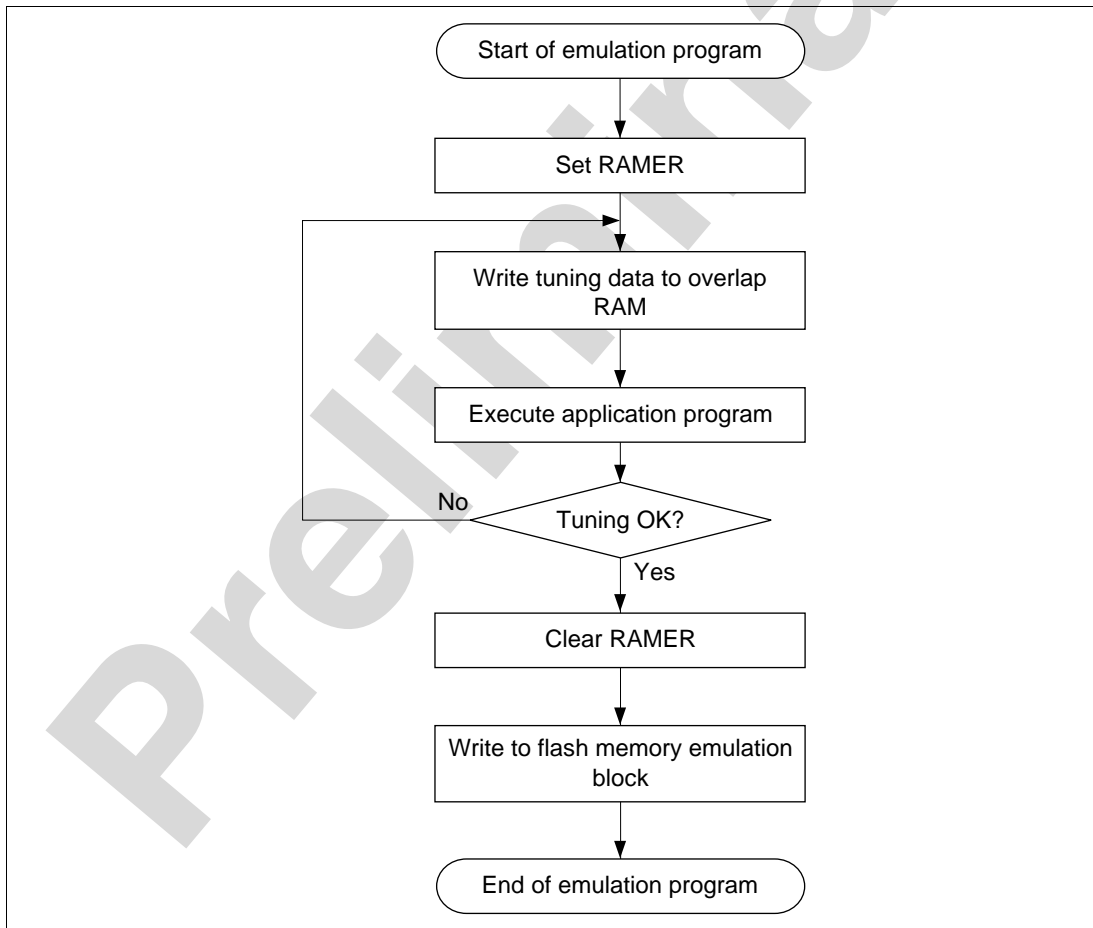 Start of emulation program
Set RAMER
Write tuning data to overlap
RAM
Execute application program
No
Tuning OK?
Yes
Clear RAMER
Write to flash memory emulation
block
End of emulation program